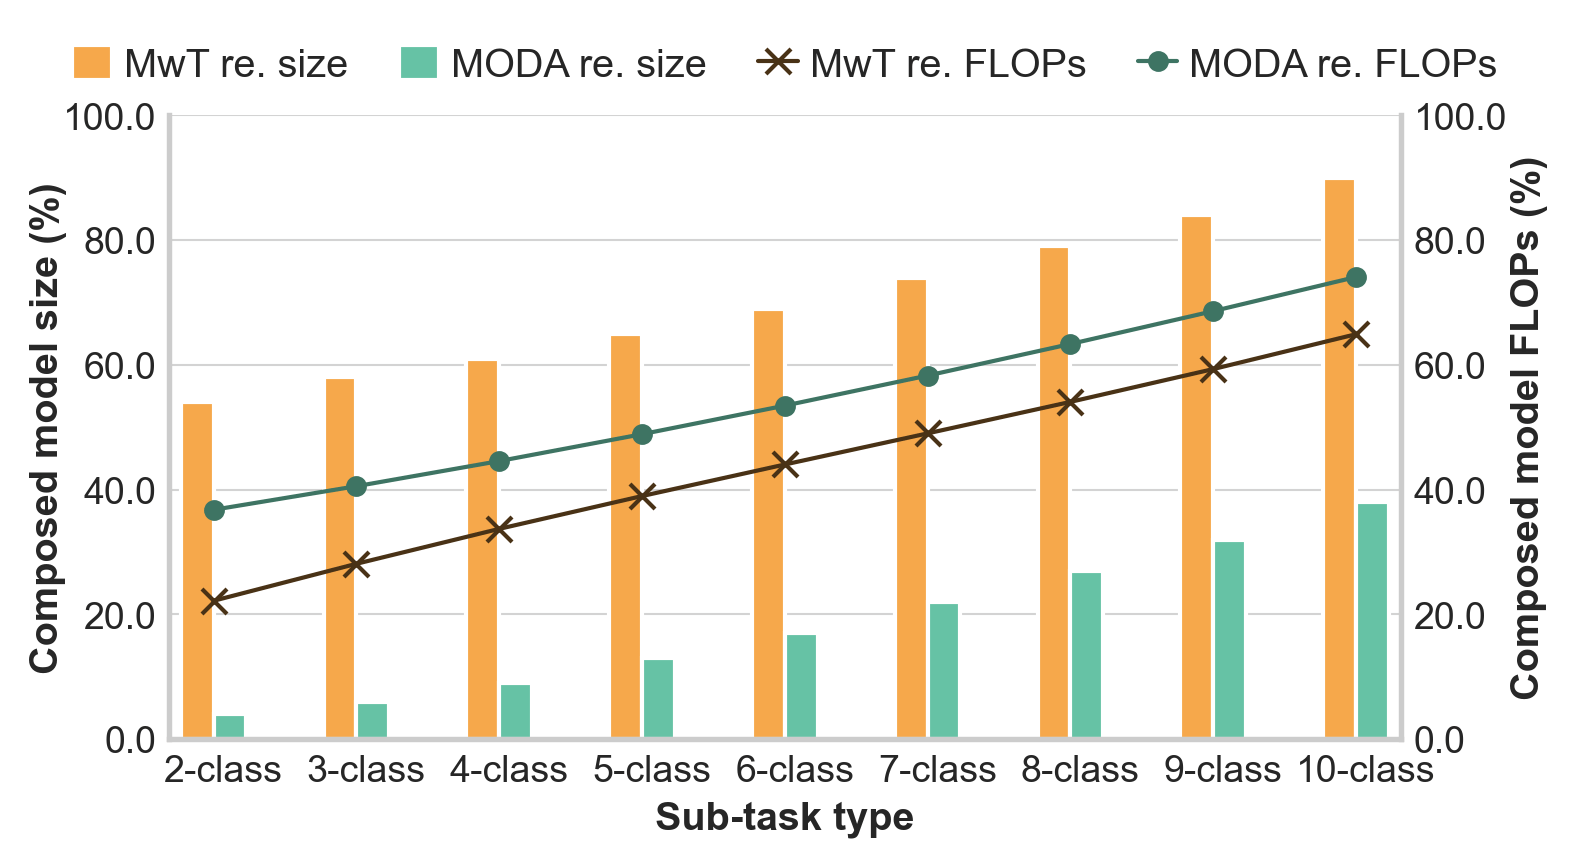 MwT re. size MODA re. size MwT re. FLOPs MODA re. FLOPs
Composed model size (%)
100.0
80.0
60.0
40.0
20.0
0.0
100.0
80.0
60.0
40.0
20.0
0.0
Composed model FLOPs (%)
2-class 3-class 4-class 5-class 6-class 7-class 8-class 9-class 10-class
Sub-task type